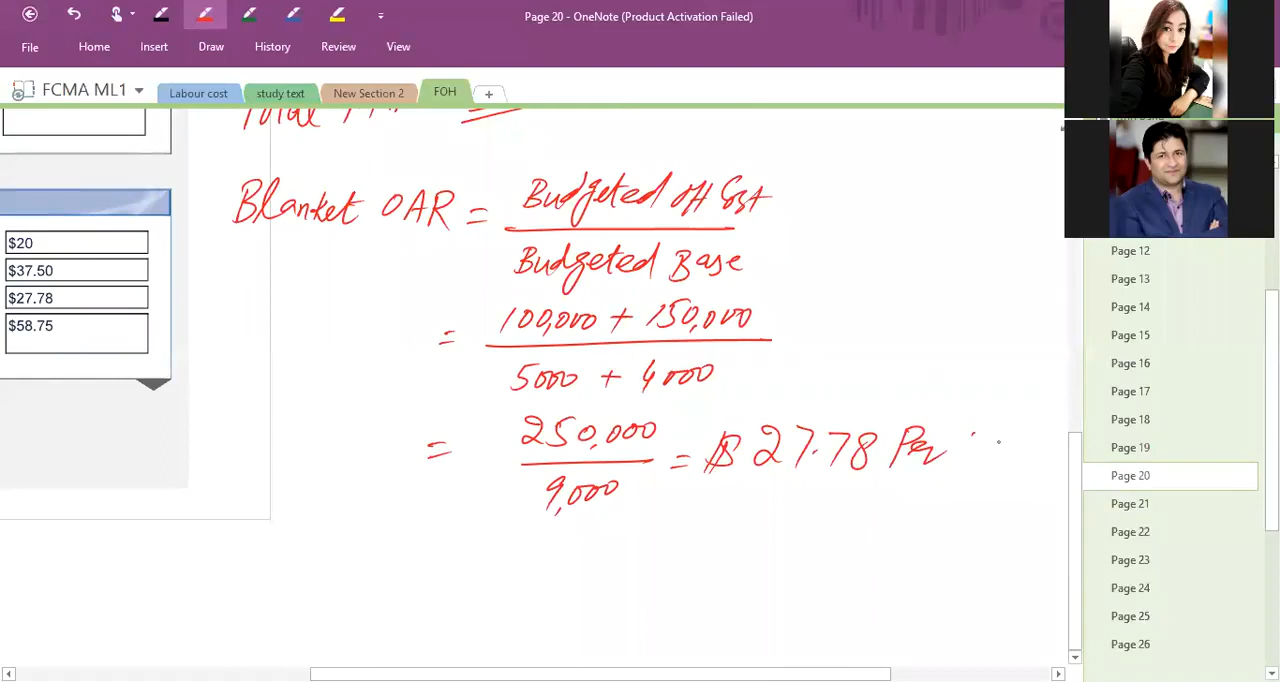 Page 20 - OneNote (Product Activation Failed)
File Home Insert Draw History Review View
FCMA ML1 Labour cost study text New Section 2 FOH +
Total
Blanket OAR = Budgeted off Cost
Budgeted Base
= 100,000 + 150,000
5000 + 4000
= 250,000 = $ 27.78 Per
9,000
$20
$37.50
$27.78
$58.75
Page 12
Page 13
Page 14
Page 15
Page 16
Page 17
Page 18
Page 19
Page 20
Page 21
Page 22
Page 23
Page 24
Page 25
Page 26